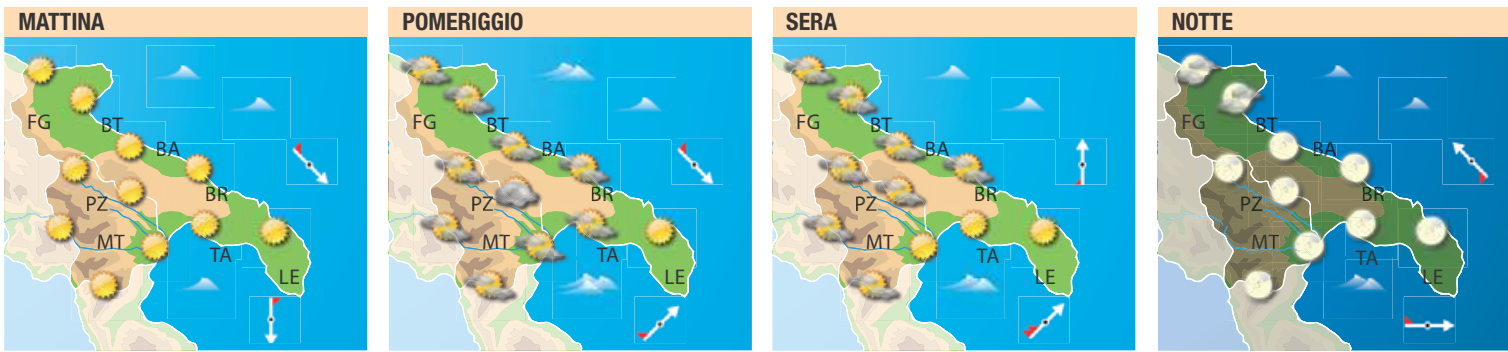 MATTINA
FG
BT
BA
BR
PZ
MT
TA
LE
POMERIGGIO
FG
BT
BA
BR
PZ
MT
TA
LE
SERA
FG
BT
BA
BR
PZ
MT
TA
LE
NOTTE
FG
BT
BA
BR
PZ
MT
TA
LE